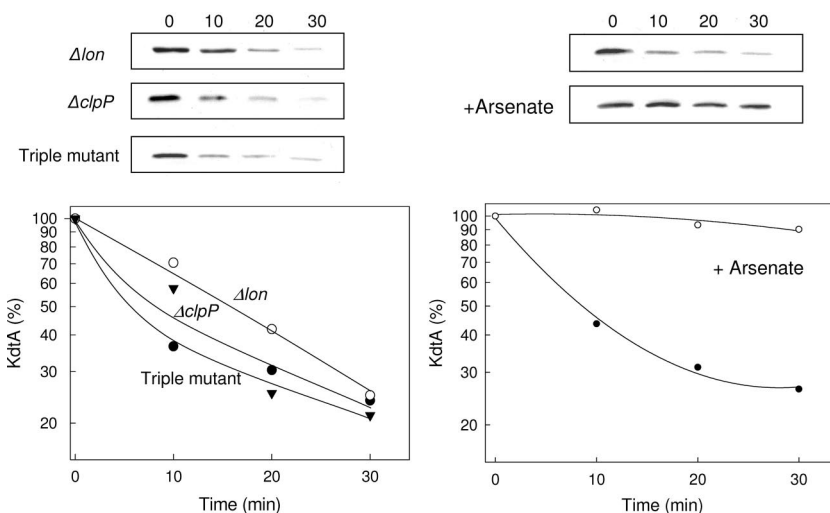 0 10 20 30
Δlon
ΔclpP
Triple mutant
100
90
80
70
60
50
40
30
20
KdtA (%)
Δlon
ΔclpP
Triple mutant
0 10 20 30
Time (min)
0 10 20 30
+Arsenate
100
90
80
70
60
50
40
30
20
KdtA (%)
+ Arsenate
0 10 20 30
Time (min)